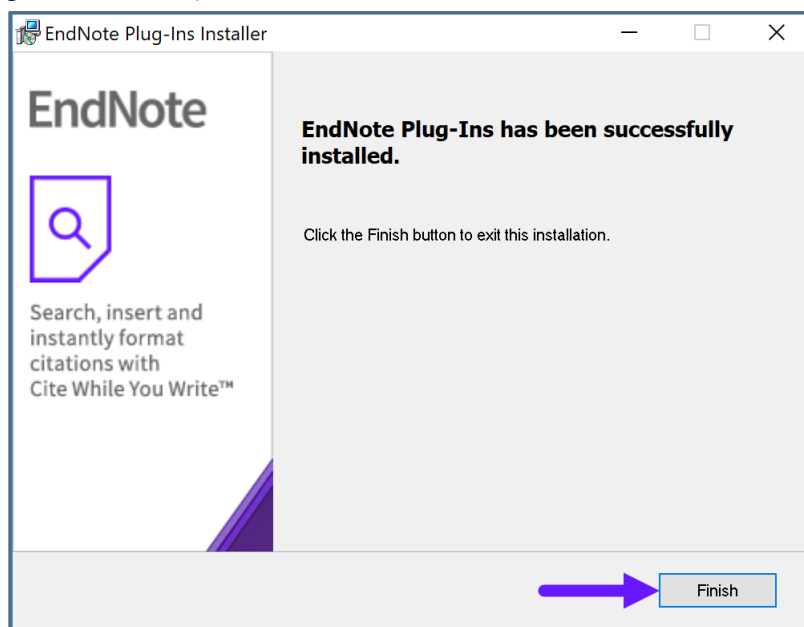 EndNote Plug-Ins Installer
EndNote
EndNote Plug-Ins has been successfully
installed.
Click the Finish button to exit this installation.
Search, insert and
instantly format
citations with
Cite While You Write™
Finish